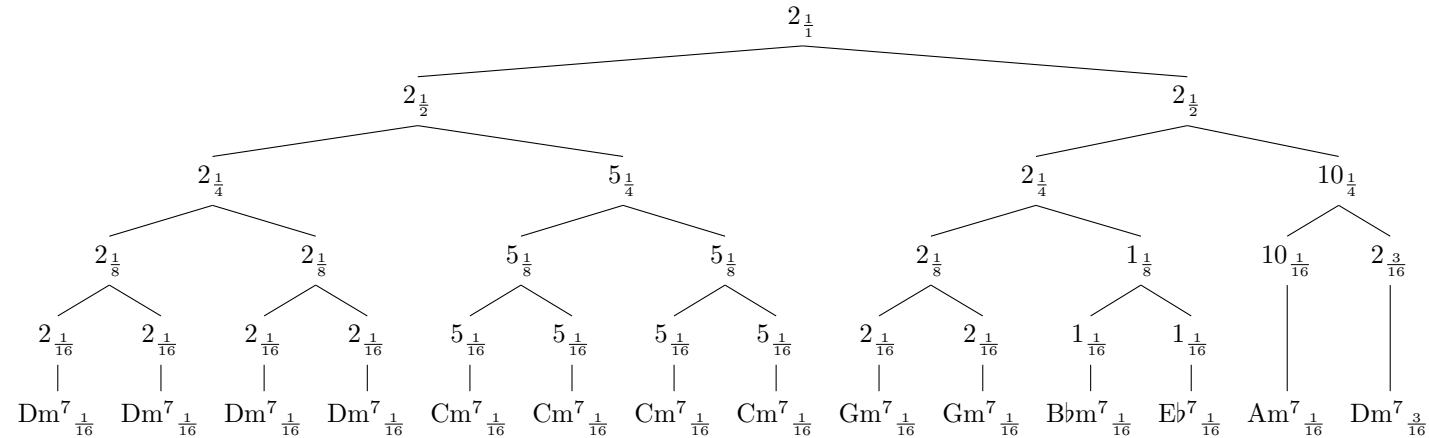 2 1/1
2 1/2 2 1/2
2 1/4 5 1/4 2 1/4 10 1/4
2 1/8 2 1/8 5 1/8 5 1/8 2 1/8 1 1/8 10 1/16 2 3/16
2 1/16 2 1/16 2 1/16 2 1/16 5 1/16 5 1/16 5 1/16 5 1/16 2 1/16 2 1/16 1 1/16 1 1/16
Dm⁷ 1/16 Dm⁷ 1/16 Dm⁷ 1/16 Dm⁷ 1/16 Cm⁷ 1/16 Cm⁷ 1/16 Cm⁷ 1/16 Cm⁷ 1/16 Gm⁷ 1/16 Gm⁷ 1/16 B♭m⁷ 1/16 E♭⁷ 1/16 Am⁷ 1/16 Dm⁷ 3/16